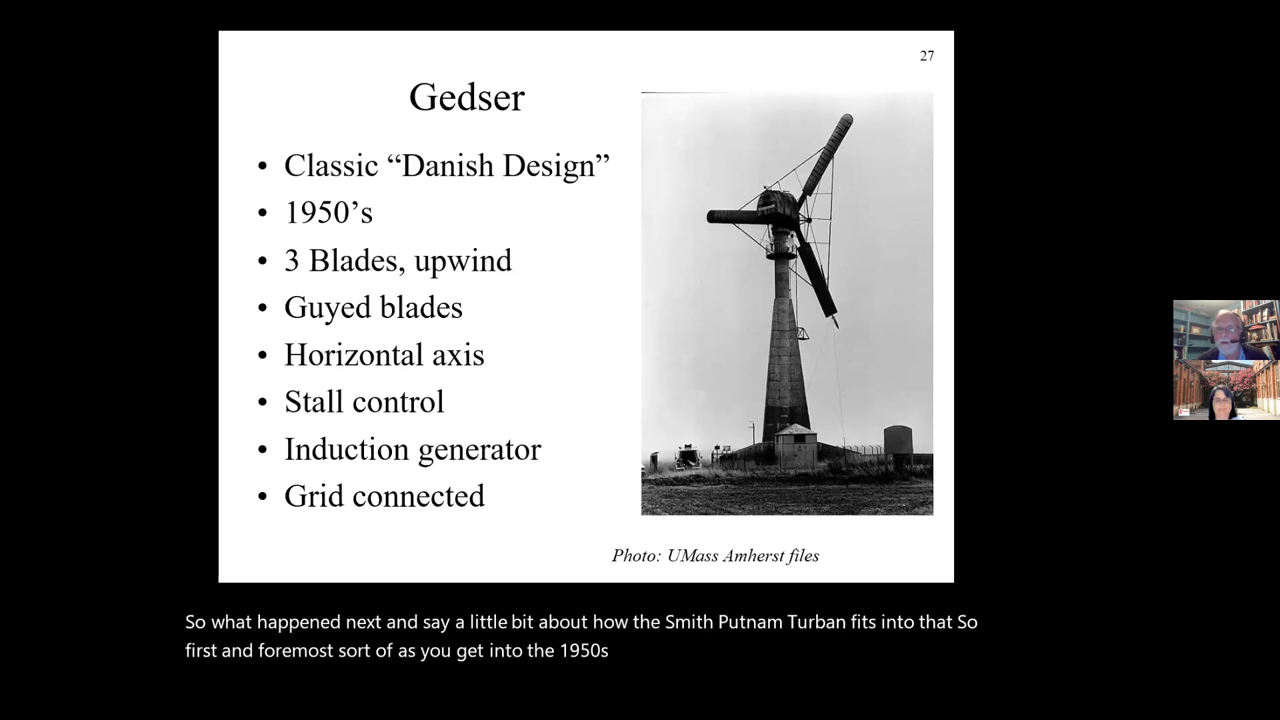 27
Gedser
• Classic “Danish Design”
• 1950’s
• 3 Blades, upwind
• Guyed blades
• Horizontal axis
• Stall control
• Induction generator
• Grid connected
Photo: UMass Amherst files
So what happened next and say a little bit about how the Smith Putnam Turban fits into that So
first and foremost sort of as you get into the 1950s